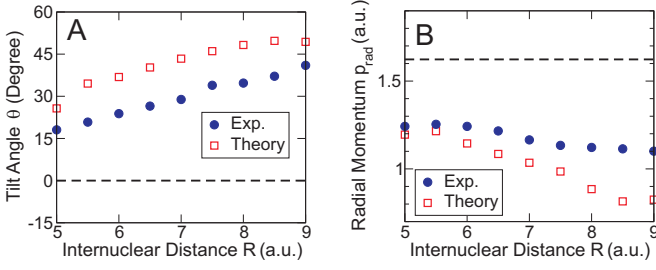 A
Tilt Angle θ (Degree)
60
45
30
15
0
-15
5
6
7
8
9
Exp.
Theory
Internuclear Distance R (a.u.)
B
Radial Momentum p_rad (a.u.)
1.5
1
5
6
7
8
9
Exp.
Theory
Internuclear Distance R (a.u.)